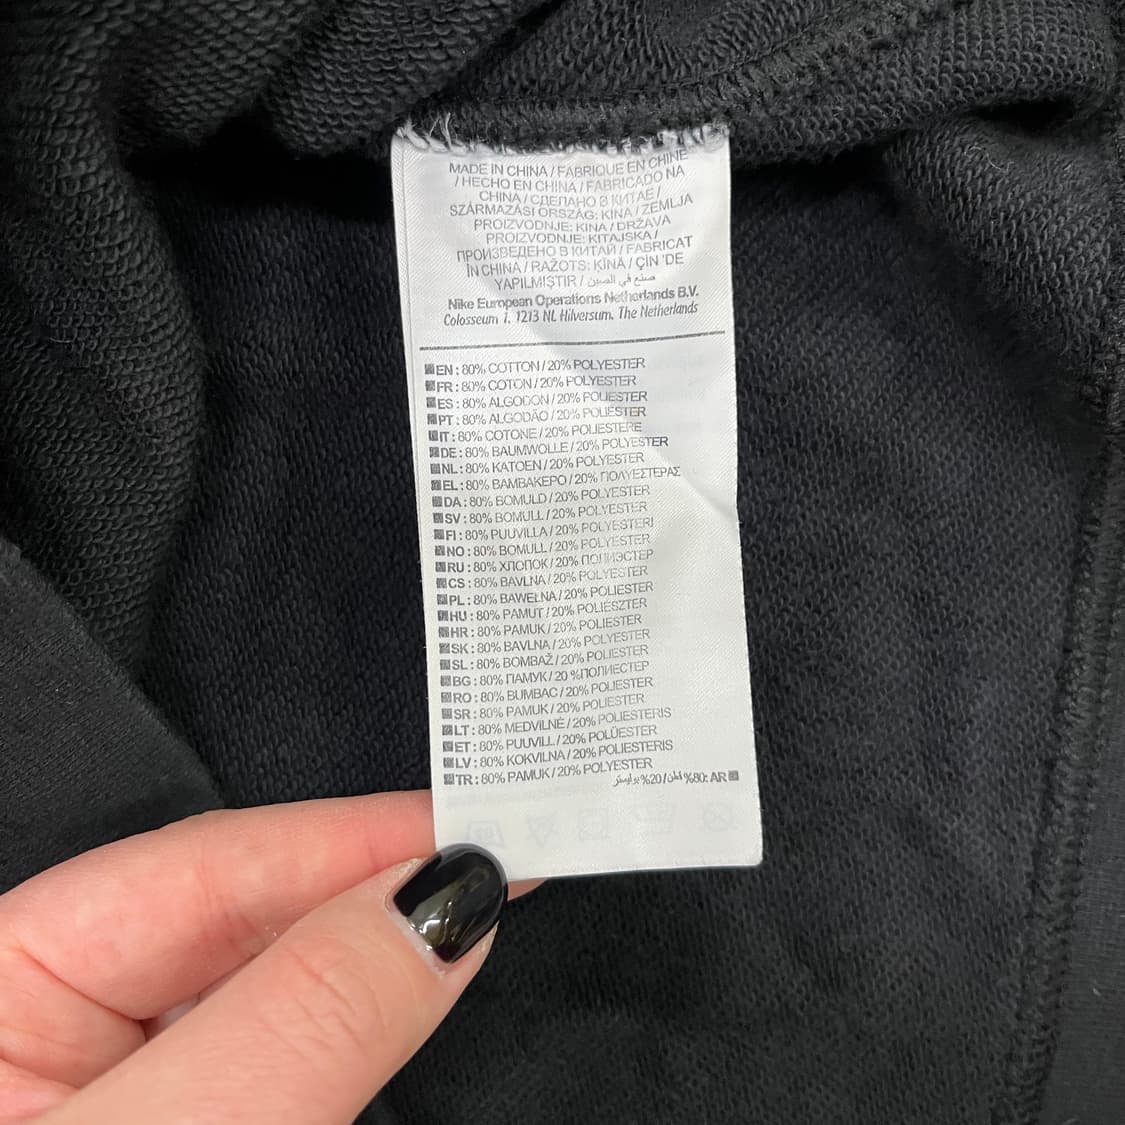 MADE IN CHINA / FABRIQUE EN CHINE
/ HECHO EN CHINA / FABRICADO NA
CHINA / СДЕЛАНО В КИТАЕ /
SZÁRMAZÁSI ORSZÁG: KINA / ZEMLJA
PROIZVODNJE: KINA / DRŽAVA
PROIZVODNJE: KITAJSKA /
ПРОИЗВЕДЕНО В КИТАЙ / FABRICAT
ÎN CHINA / RAŽOTS: ĶĪNĀ / ÇİN 'DE
YAPILMIŞTIR / صنع في الصين
Nike European Operations Netherlands B.V.
Colosseum 1, 1213 NL Hilversum, The Netherlands
EN : 80% COTTON / 20% POLYESTER
FR : 80% COTON / 20% POLYESTER
ES : 80% ALGODON / 20% POLIESTER
PT : 80% ALGODÃO / 20% POLIÉSTER
IT : 80% COTONE / 20% POLIESTERE
DE : 80% BAUMWOLLE / 20% POLYESTER
NL : 80% KATOEN / 20% POLYESTER
EL : 80% ΒΑΜΒΑΚΕΡΟ / 20% ΠΟΛΥΕΣΤΕΡΑΣ
DA : 80% BOMULD / 20% POLYESTER
SV : 80% BOMULL / 20% POLYESTER
FI : 80% PUUVILLA / 20% POLYESTERI
NO : 80% BOMULL / 20% POLYESTER
RU : 80% ХЛОПОК / 20% ПОЛИЭСТЕР
CS : 80% BAVLNA / 20% POLYESTER
PL : 80% BAWEŁNA / 20% POLIESTER
HU : 80% PAMUT / 20% POLIÉSZTER
HR : 80% PAMUK / 20% POLIESTER
SK : 80% BAVLNA / 20% POLYESTER
SL : 80% BOMBAŽ / 20% POLIESTER
BG : 80% ПАМУК / 20 %ПОЛИЕСТЕР
RO : 80% BUMBAC / 20% POLIESTER
SR : 80% PAMUK / 20% POLIESTER
LT : 80% MEDVILNĖ / 20% POLIESTERIS
ET : 80% PUUVILL / 20% POLÜESTER
LV : 80% KOKVILNA / 20% POLIESTERIS
TR : 80% PAMUK / 20% POLYESTER
AR :80% قطن / 20% بوليستر